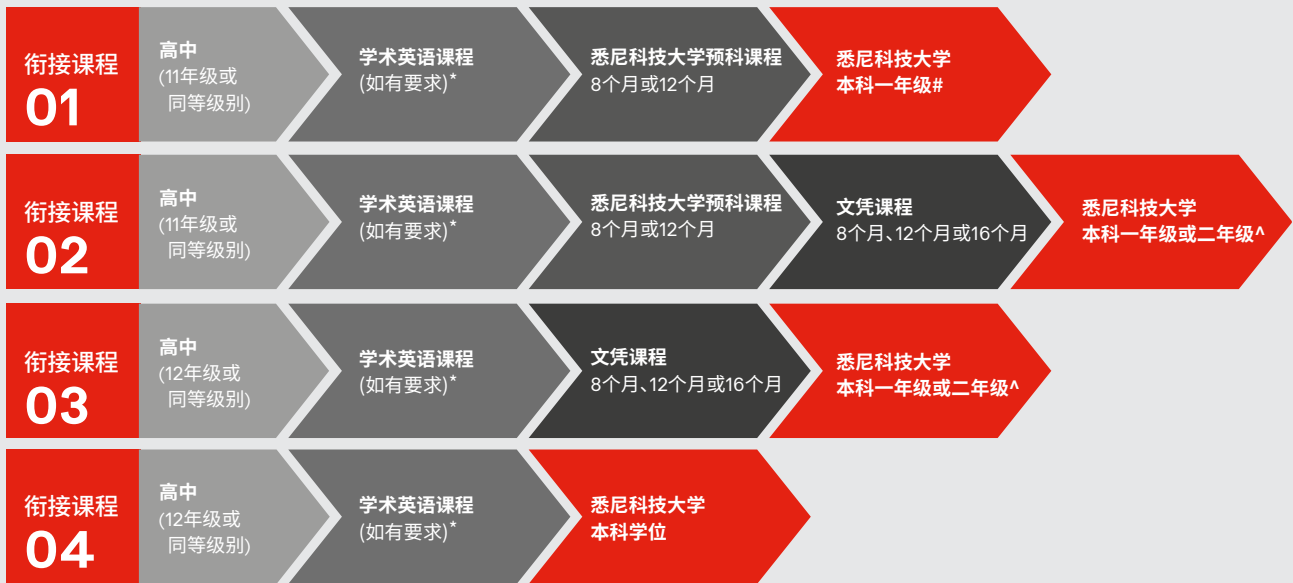 衔接课程
01
高中
(11年级或
同等级别)
学术英语课程
(如有要求)*
悉尼科技大学预科课程
8个月或12个月
悉尼科技大学
本科一年级#
衔接课程
02
高中
(11年级或
同等级别)
学术英语课程
(如有要求)*
悉尼科技大学预科课程
8个月或12个月
文凭课程
8个月、12个月或16个月
悉尼科技大学
本科一年级或二年级^
衔接课程
03
高中
(12年级或
同等级别)
学术英语课程
(如有要求)*
文凭课程
8个月、12个月或16个月
悉尼科技大学
本科一年级或二年级^
衔接课程
04
高中
(12年级或
同等级别)
学术英语课程
(如有要求)*
悉尼科技大学
本科学位